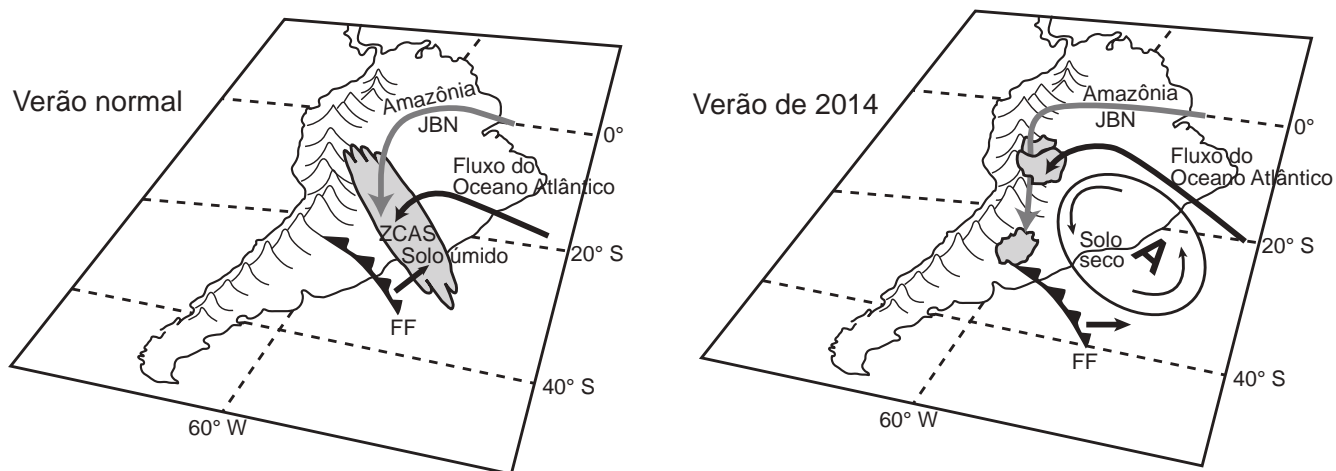 Verão normal
Amazônia
JBN
0°
Fluxo do
Oceano Atlântico
20° S
ZCAS
Solo úmido
FF
40° S
60° W
Verão de 2014
Amazônia
JBN
0°
Fluxo do
Oceano Atlântico
20° S
Solo
seco
A
FF
40° S
60° W